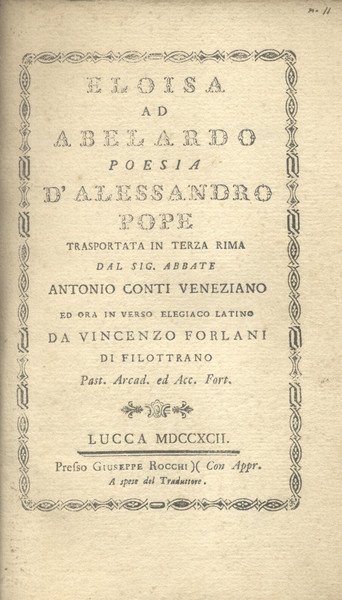 n. 11
ELOISA
AD
ABELARDO
POESIA
D'ALESSANDRO
POPE
TRASPORTATA IN TERZA RIMA
DAL SIG. ABBATE
ANTONIO CONTI VENEZIANO
ED ORA IN VERSO ELEGIACO LATINO
DA VINCENZO FORLANI
DI FILOTTRANO
Past. Arcad. ed Acc. Fort.
LUCCA MDCCXCII.
Presso GIUSEPPE ROCCHI )( Con Appr.
A spese del Traduttore.